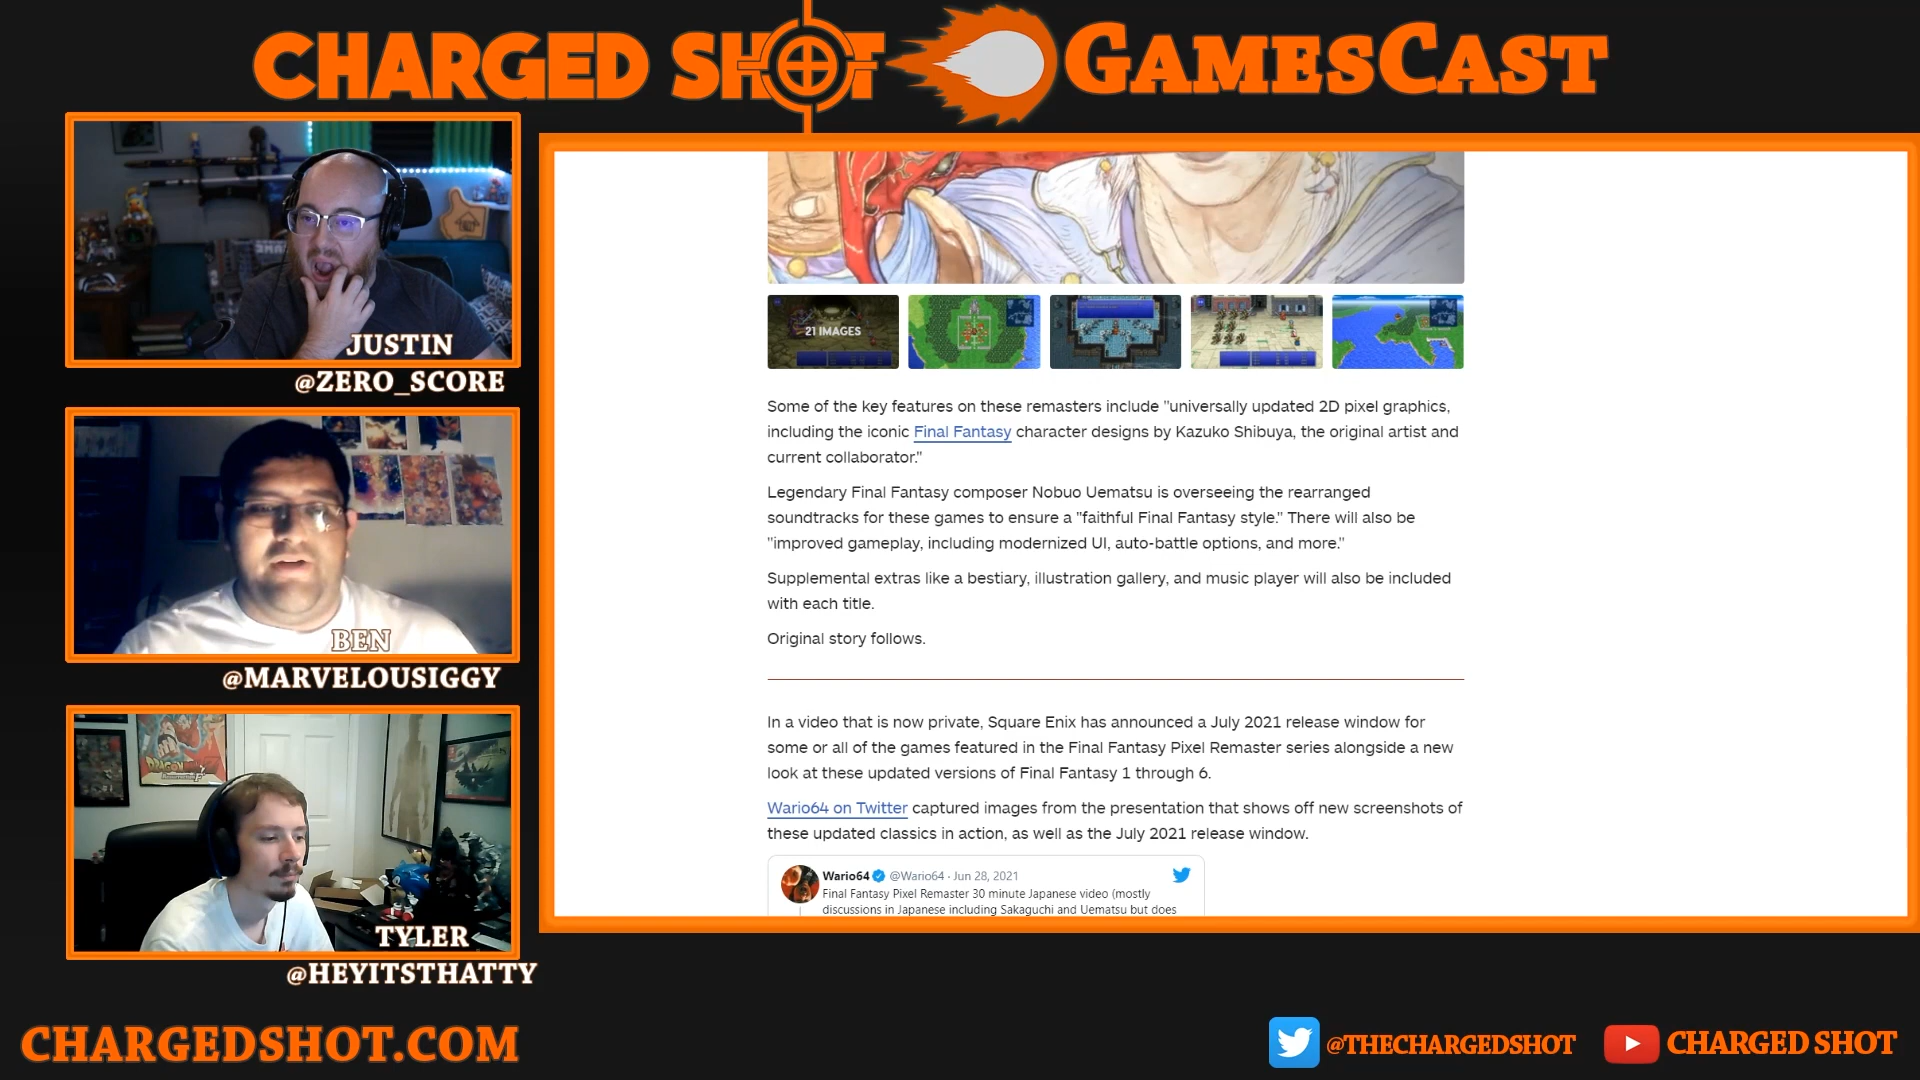 CHARGED SHOT GAMESCAST
JUSTIN
@ZERO_SCORE
BEN
@MARVELOUSIGGY
TYLER
@HEYITSTHATTY
21 IMAGES
Some of the key features on these remasters include "universally updated 2D pixel graphics,
including the iconic Final Fantasy character designs by Kazuko Shibuya, the original artist and
current collaborator."
Legendary Final Fantasy composer Nobuo Uematsu is overseeing the rearranged
soundtracks for these games to ensure a "faithful Final Fantasy style." There will also be
"improved gameplay, including modernized UI, auto-battle options, and more."
Supplemental extras like a bestiary, illustration gallery, and music player will also be included
with each title.
Original story follows.
In a video that is now private, Square Enix has announced a July 2021 release window for
some or all of the games featured in the Final Fantasy Pixel Remaster series alongside a new
look at these updated versions of Final Fantasy 1 through 6.
Wario64 on Twitter captured images from the presentation that shows off new screenshots of
these updated classics in action, as well as the July 2021 release window.
Wario64 @Wario64 · Jun 28, 2021
Final Fantasy Pixel Remaster 30 minute Japanese video (mostly
discussions in Japanese including Sakaguchi and Uematsu but does
CHARGEDSHOT.COM
@THECHARGEDSHOT
CHARGED SHOT